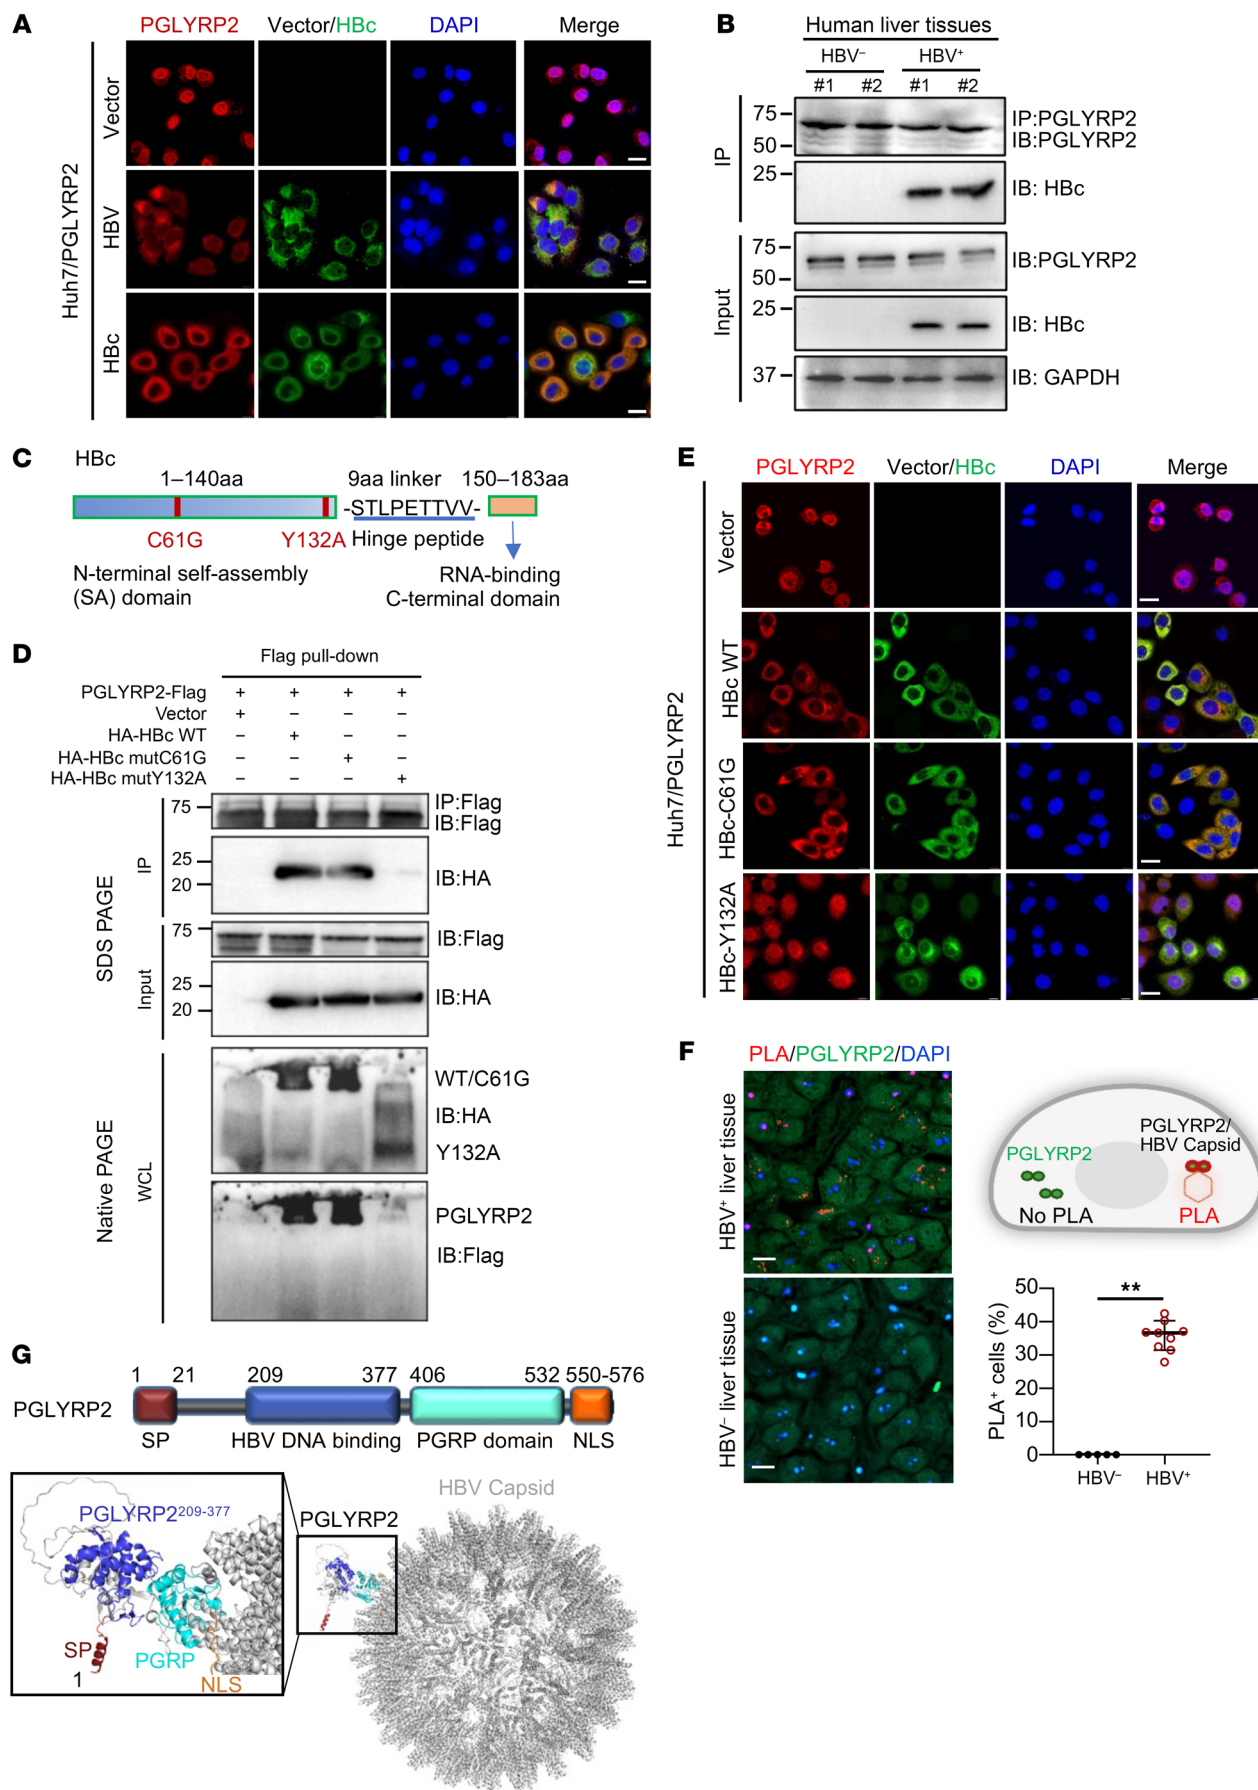 A
PGLYRP2
Vector/HBc
DAPI
Merge
Huh7/PGLYRP2
Vector
HBV
HBc
B
Human liver tissues
HBV– HBV+
#1 #2 #1 #2
IP
75
50
IP:PGLYRP2
IB:PGLYRP2
25
IB: HBc
Input
75
50
IB:PGLYRP2
25
IB: HBc
37
IB: GAPDH
C
HBc
1–140aa
9aa linker
150–183aa
-STLPETTVV-
C61G
Y132A
Hinge peptide
N-terminal self-assembly
(SA) domain
RNA-binding
C-terminal domain
D
Flag pull-down
PGLYRP2-Flag + + + +
Vector + – – –
HA-HBc WT – + – –
HA-HBc mutC61G – – + –
HA-HBc mutY132A – – – +
SDS PAGE
IP
75
IP:Flag
IB:Flag
25
20
IB:HA
Input
75
IB:Flag
25
20
IB:HA
Native PAGE
WCL
WT/C61G
IB:HA
Y132A
PGLYRP2
IB:Flag
E
PGLYRP2
Vector/HBc
DAPI
Merge
Huh7/PGLYRP2
Vector
HBc WT
HBc-C61G
HBc-Y132A
F
PLA/PGLYRP2/DAPI
HBV+ liver tissue
HBV– liver tissue
PGLYRP2/
HBV Capsid
PGLYRP2
No PLA
PLA
PLA+ cells (%)
50
40
30
20
10
0
**
HBV–
HBV+
G
1 21 209 377 406 532 550-576
PGLYRP2
SP
HBV DNA binding
PGRP domain
NLS
HBV Capsid
PGLYRP2 209-377
PGLYRP2
SP
1
PGRP
NLS